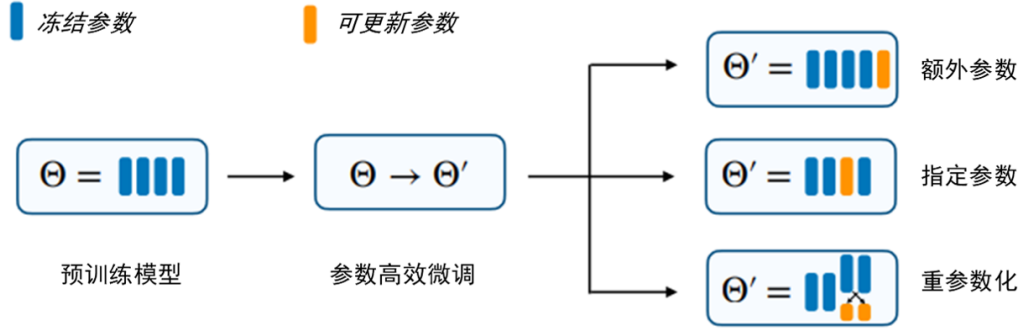 冻结参数
可更新参数
Θ′ =
额外参数
Θ =
Θ → Θ′
Θ′ =
指定参数
预训练模型
参数高效微调
Θ′ =
重参数化